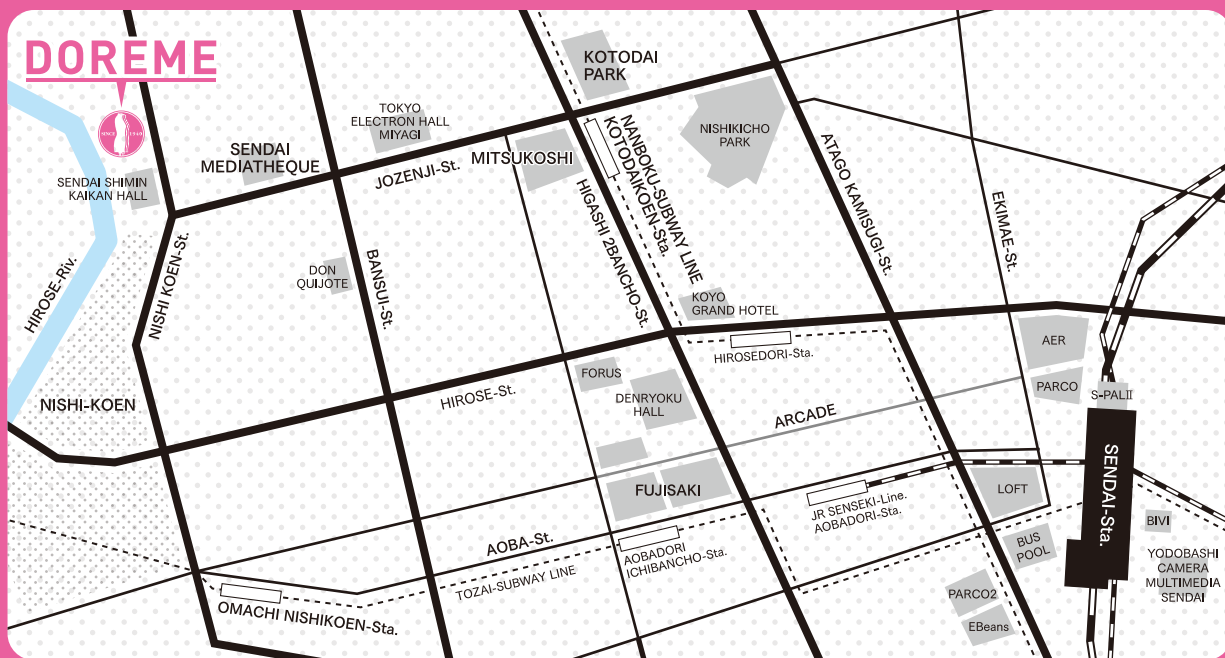 DOREME
SINCE 1949
KOTODAI
PARK
TOKYO
ELECTRON HALL
MIYAGI
SENDAI
MEDIATHEQUE
MITSUKOSHI
NISHIKICHO
PARK
NANBOKU-SUBWAY LINE
KOTODAIKOEN-Sta.
SENDAI SHIMIN
KAIKAN HALL
JOZENJI-St.
HIGASHI 2BANCHO-St.
ATAGO KAMISUGI-St.
EKIMAE-St.
HIROSE-Riv.
NISHI KOEN-St.
DON
QUIJOTE
BANSUI-St.
KOYO
GRAND HOTEL
HIROSEDORI-Sta.
AER
PARCO
S-PALII
FORUS
DENRYOKU
HALL
HIROSE-St.
NISHI-KOEN
ARCADE
SENDAI-Sta.
FUJISAKI
LOFT
JR SENSEKI-Line.
AOBADORI-Sta.
AOBA-St.
AOBADORI
ICHIBANCHO-Sta.
BUS
POOL
BIVI
TOZAI-SUBWAY LINE
YODOBASHI
CAMERA
MULTIMEDIA
SENDAI
OMACHI NISHIKOEN-Sta.
PARCO2
EBeans